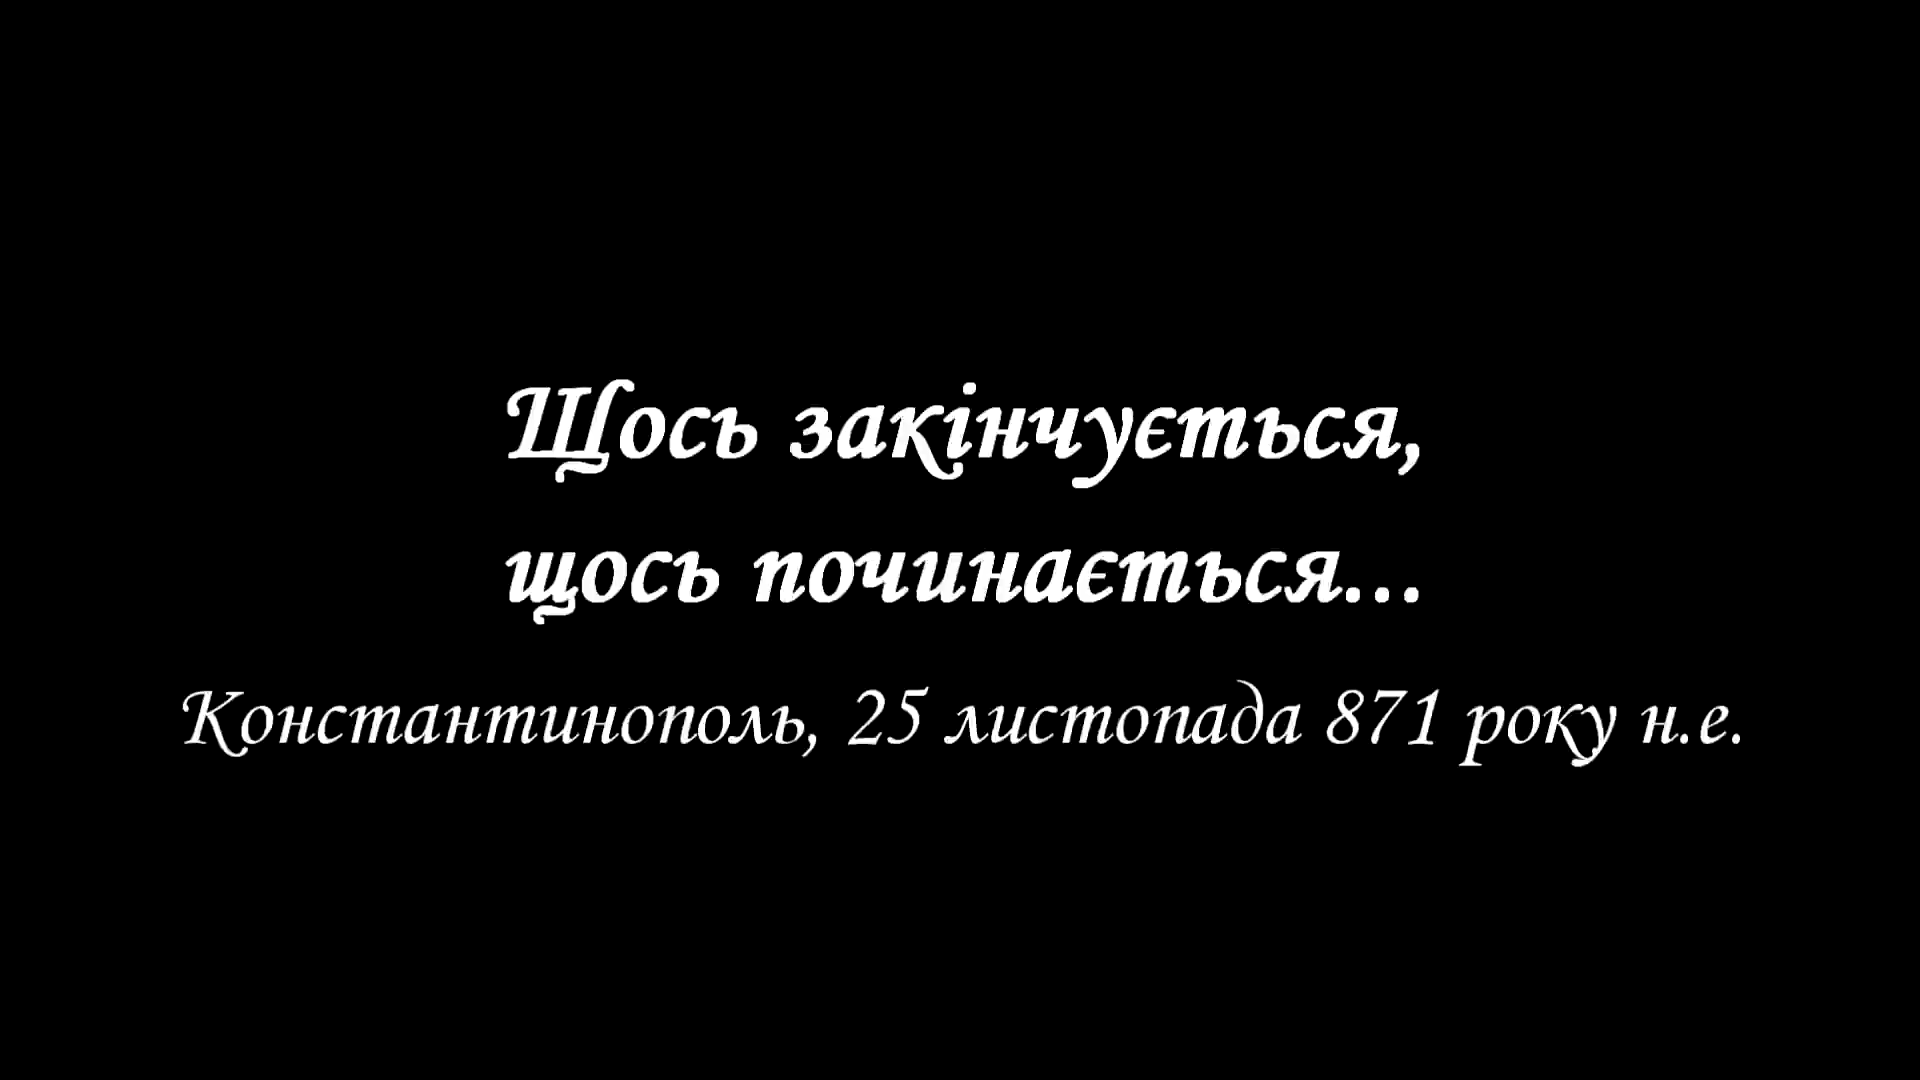 Щось закінчується,
щось починається...
Константинополь, 25 листопада 871 року н.е.